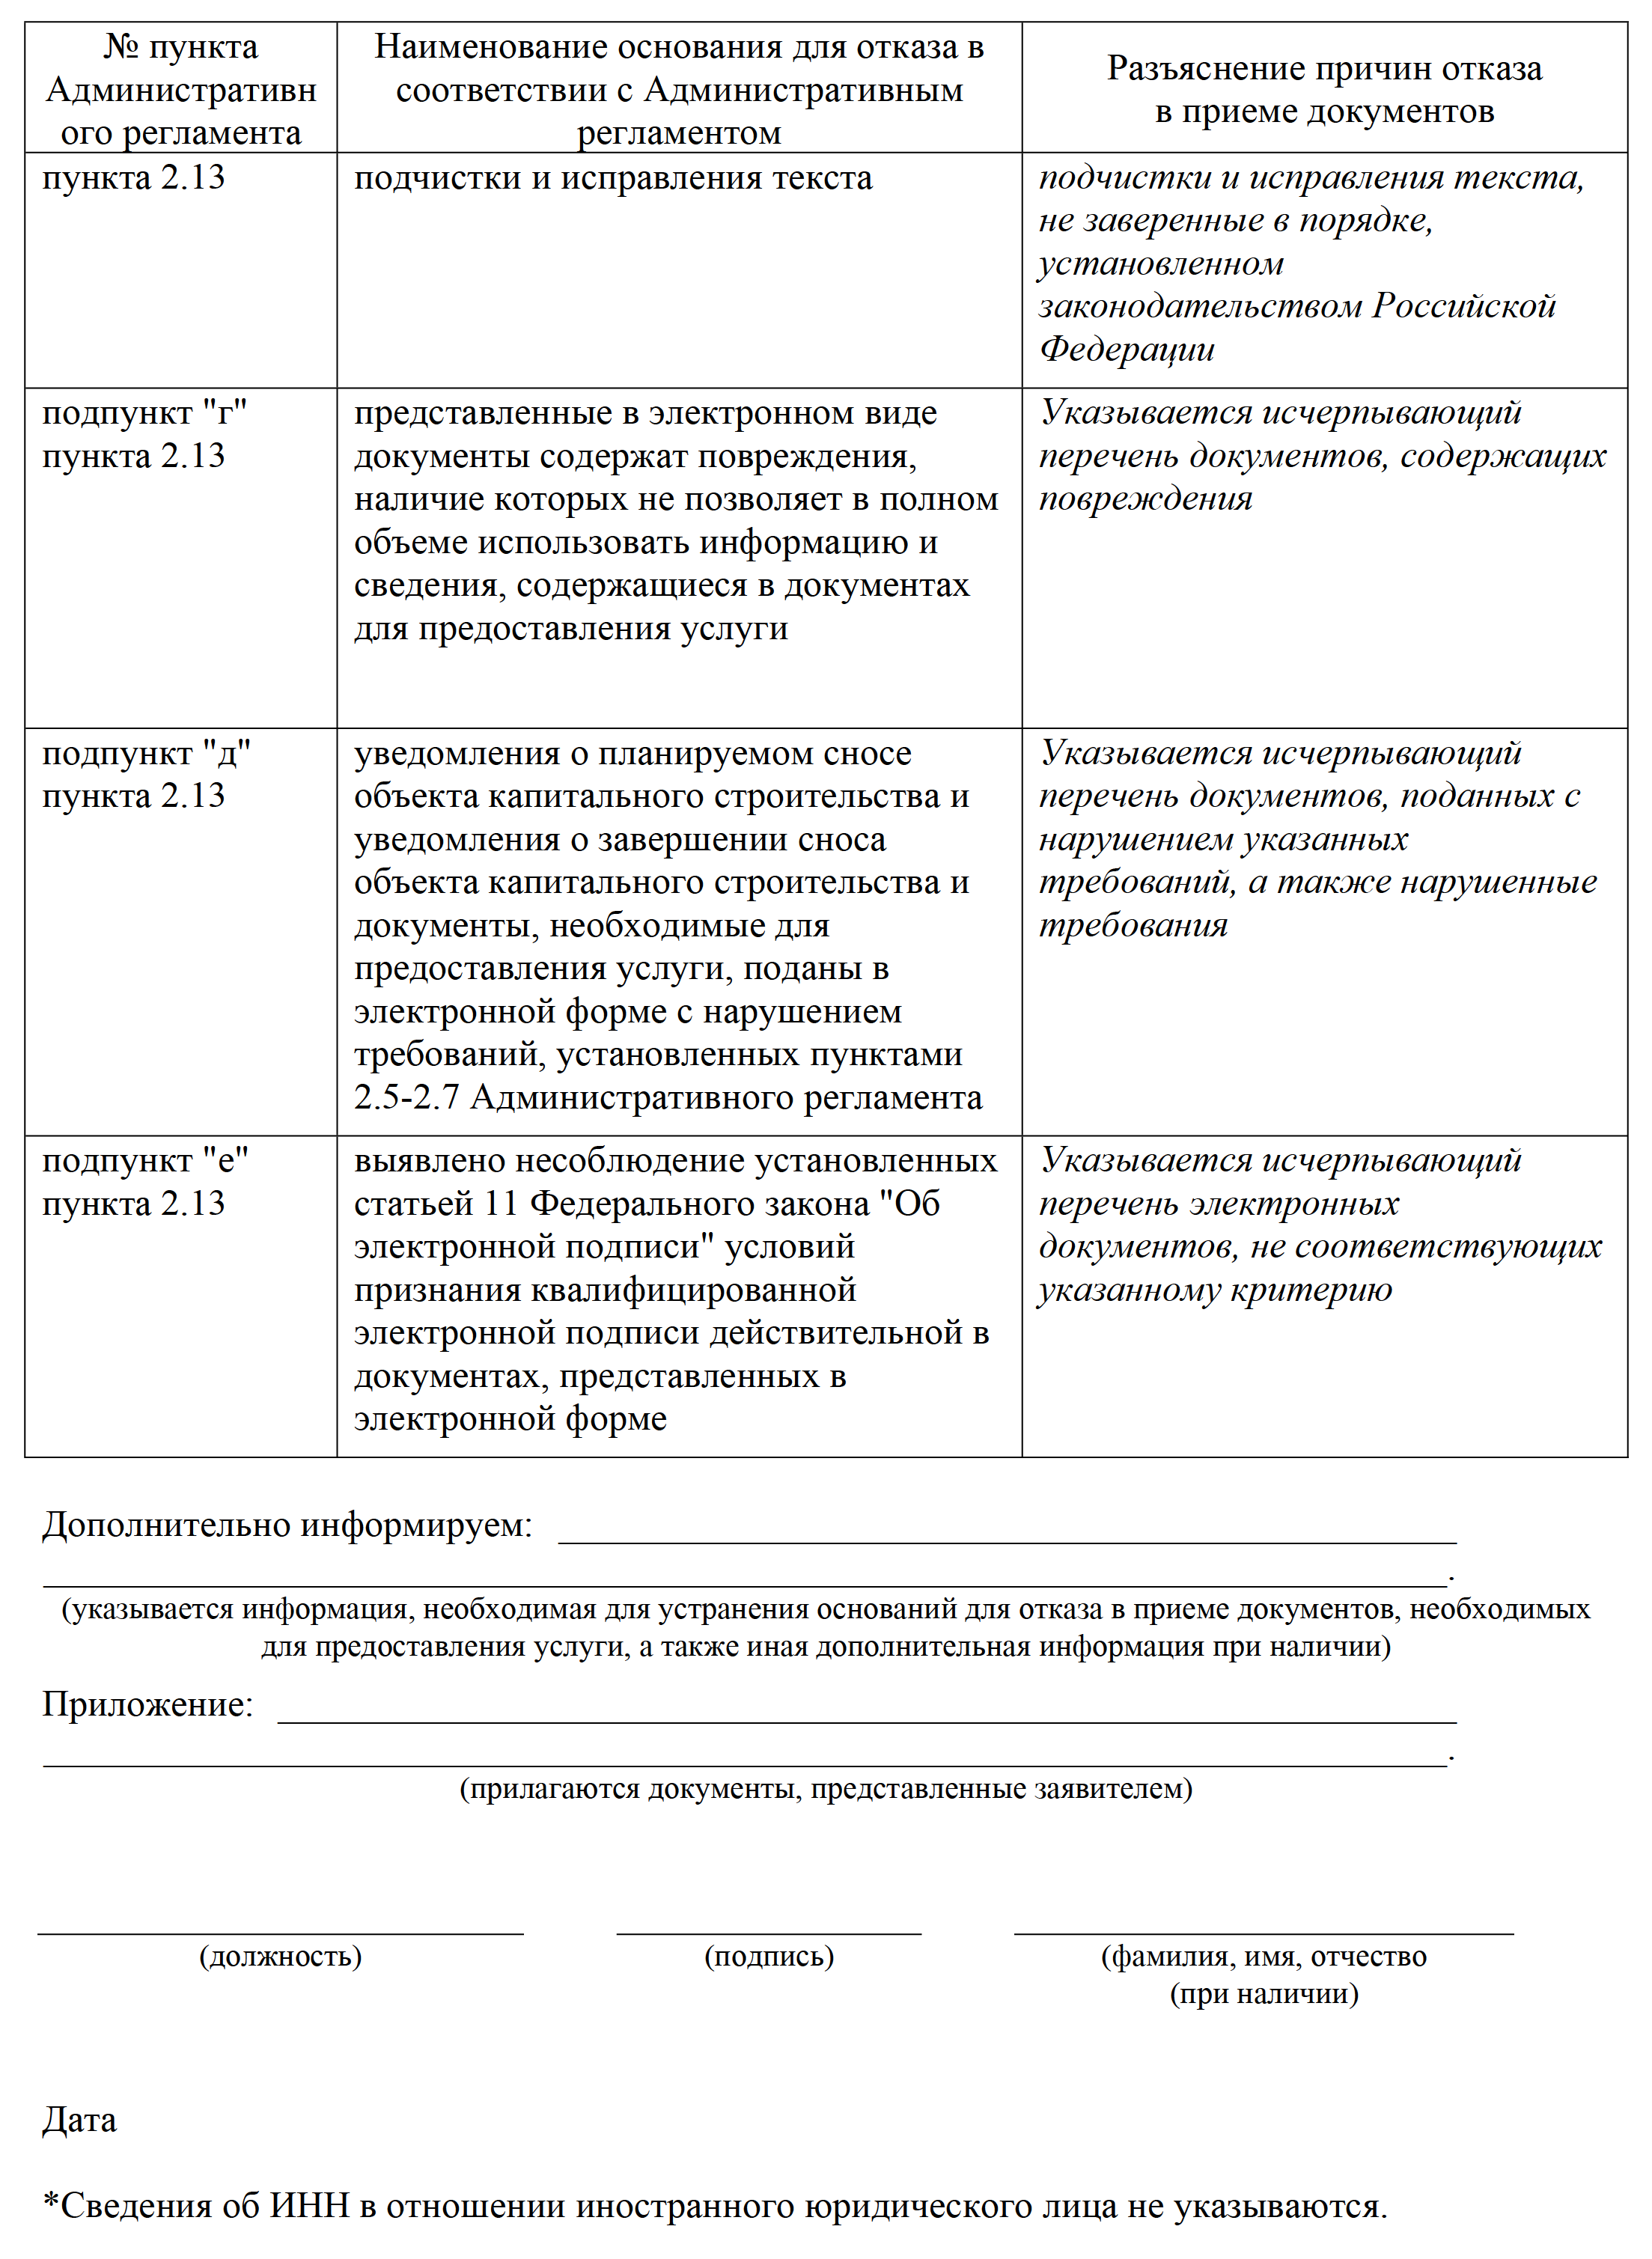 № пункта
Административн
ого регламента
Наименование основания для отказа в
соответствии с Административным
регламентом
Разъяснение причин отказа
в приеме документов
пункта 2.13
подчистки и исправления текста
подчистки и исправления текста,
не заверенные в порядке,
установленном
законодательством Российской
Федерации
подпункт "г"
пункта 2.13
представленные в электронном виде
документы содержат повреждения,
наличие которых не позволяет в полном
объеме использовать информацию и
сведения, содержащиеся в документах
для предоставления услуги
Указывается исчерпывающий
перечень документов, содержащих
повреждения
подпункт "д"
пункта 2.13
уведомления о планируемом сносе
объекта капитального строительства и
уведомления о завершении сноса
объекта капитального строительства и
документы, необходимые для
предоставления услуги, поданы в
электронной форме с нарушением
требований, установленных пунктами
2.5-2.7 Административного регламента
Указывается исчерпывающий
перечень документов, поданных с
нарушением указанных
требований, а также нарушенные
требования
подпункт "е"
пункта 2.13
выявлено несоблюдение установленных
статьей 11 Федерального закона "Об
электронной подписи" условий
признания квалифицированной
электронной подписи действительной в
документах, представленных в
электронной форме
Указывается исчерпывающий
перечень электронных
документов, не соответствующих
указанному критерию
Дополнительно информируем:
.
(указывается информация, необходимая для устранения оснований для отказа в приеме документов, необходимых
для предоставления услуги, а также иная дополнительная информация при наличии)
Приложение:
.
(прилагаются документы, представленные заявителем)
(должность)
(подпись)
(фамилия, имя, отчество
(при наличии)
Дата
*Сведения об ИНН в отношении иностранного юридического лица не указываются.